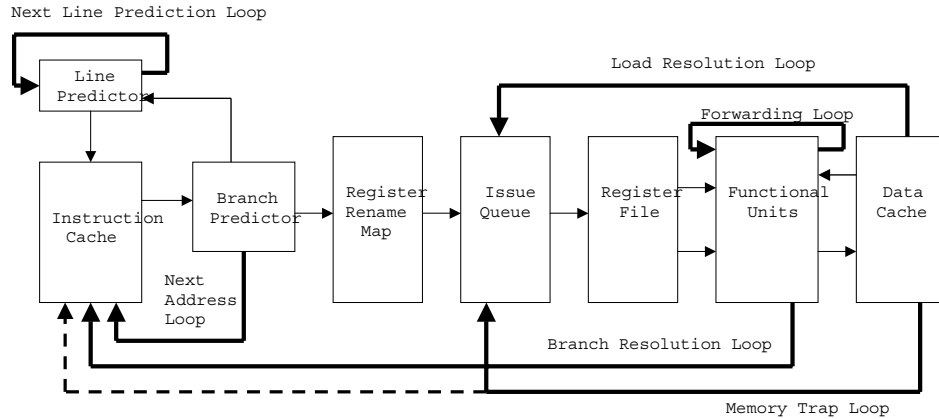 Next Line Prediction Loop
Line
Predictor
Load Resolution Loop
Forwarding Loop
Instruction
Cache
Branch
Predictor
Register
Rename
Map
Issue
Queue
Register
File
Functional
Units
Data
Cache
Next
Address
Loop
Branch Resolution Loop
Memory Trap Loop